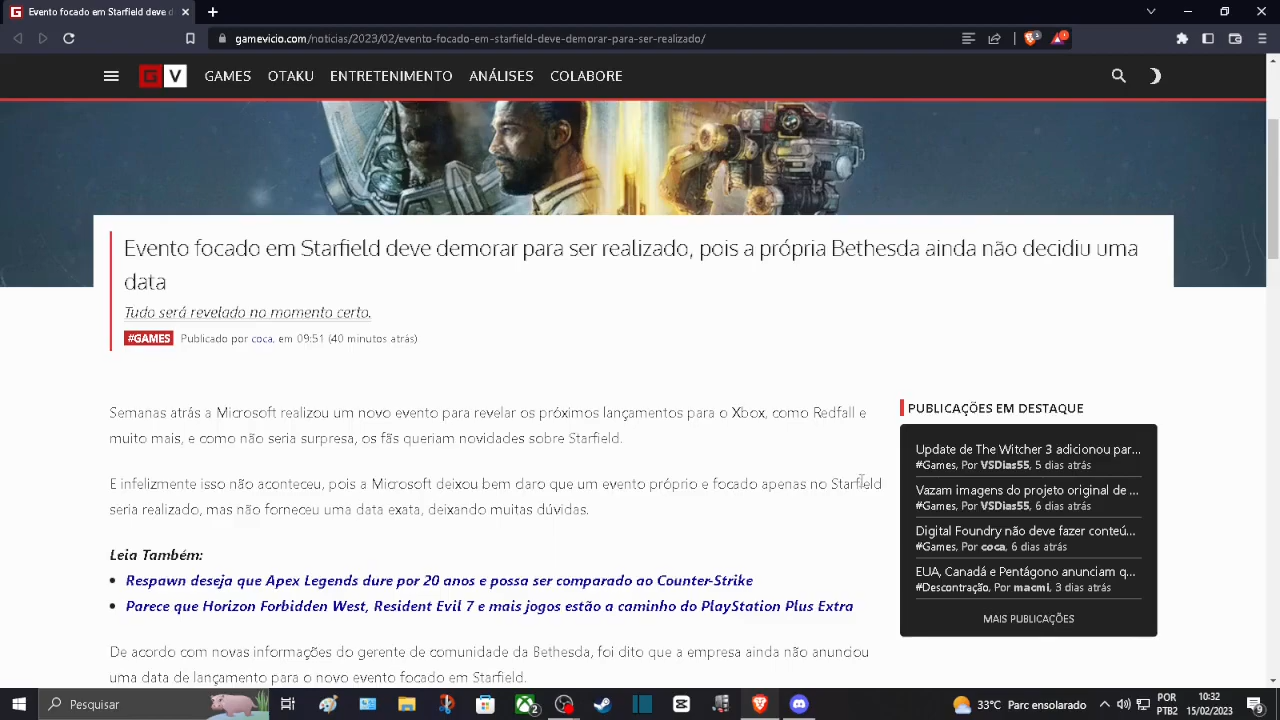 Evento focado em Starfield deve d
gamevicio.com/noticias/2023/02/evento-focado-em-starfield-deve-demorar-para-ser-realizado/
G V GAMES OTAKU ENTRETENIMENTO ANÁLISES COLABORE
Evento focado em Starfield deve demorar para ser realizado, pois a própria Bethesda ainda não decidiu uma
data
Tudo será revelado no momento certo.
#GAMES Publicado por coca, em 09:51 (40 minutos atrás)
Semanas atrás a Microsoft realizou um novo evento para revelar os próximos lançamentos para o Xbox, como Redfall e
muito mais, e como não seria surpresa, os fãs queriam novidades sobre Starfield.
E infelizmente isso não aconteceu, pois a Microsoft deixou bem claro que um evento próprio e focado apenas no Starfield
seria realizado, mas não forneceu uma data exata, deixando muitas dúvidas.
Leia Também:
• Respawn deseja que Apex Legends dure por 20 anos e possa ser comparado ao Counter-Strike
• Parece que Horizon Forbidden West, Resident Evil 7 e mais jogos estão a caminho do PlayStation Plus Extra
De acordo com novas informações do gerente de comunidade da Bethesda, foi dito que a empresa ainda não anunciou
uma data de lançamento para o novo evento focado em Starfield.
PUBLICAÇÕES EM DESTAQUE
Update de The Witcher 3 adicionou par...
#Games, Por VSDias55, 5 dias atrás
Vazam imagens do projeto original de ...
#Games, Por VSDias55, 6 dias atrás
Digital Foundry não deve fazer conteú...
#Games, Por coca, 6 dias atrás
EUA, Canadá e Pentágono anunciam q...
#Descontração, Por macmi, 3 dias atrás
MAIS PUBLICAÇÕES
Pesquisar
33°C Parc ensolarado
POR
PTB2
10:32
15/02/2023